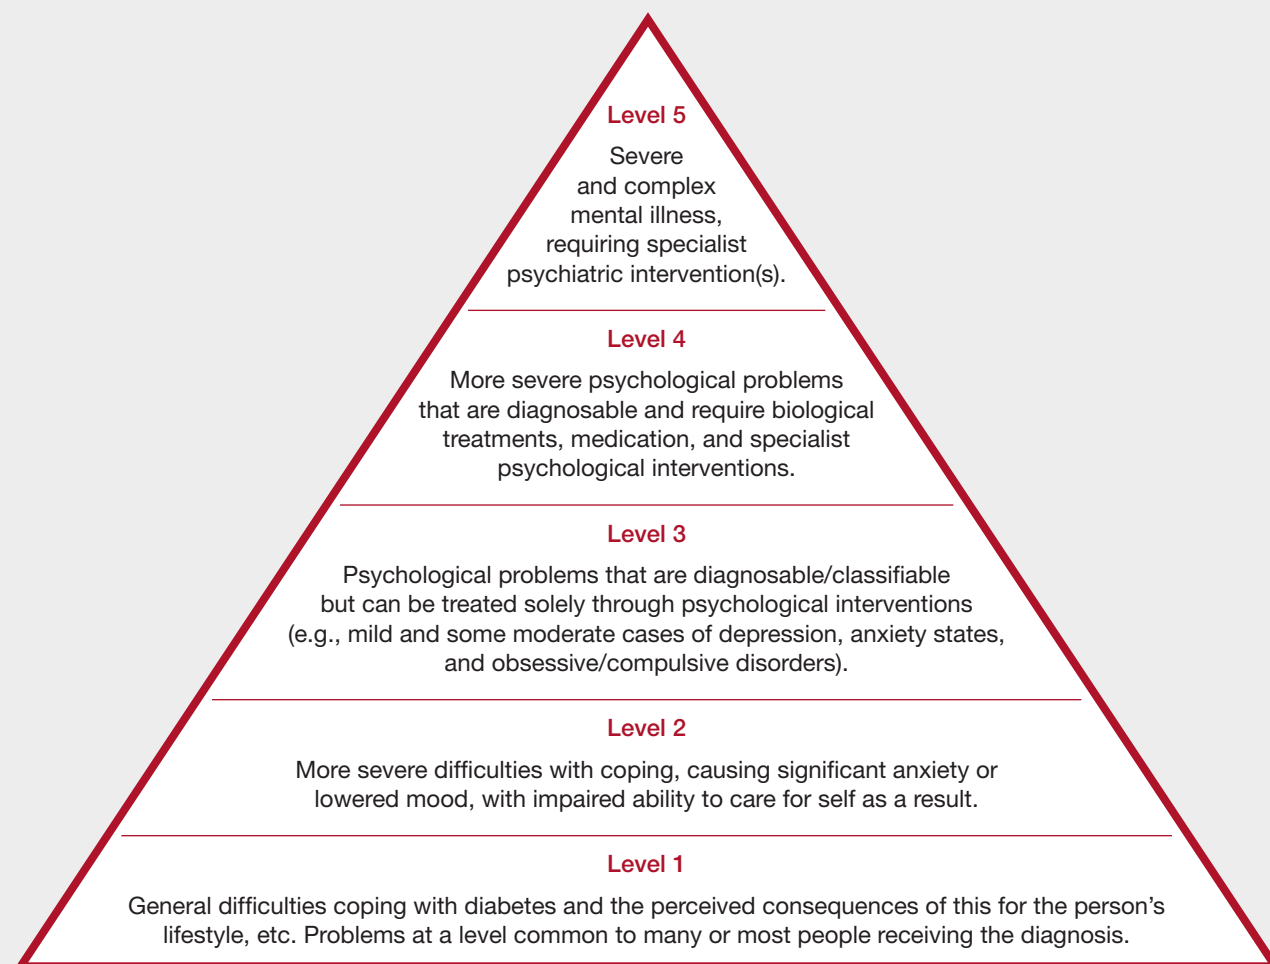 Level 5
Severe
and complex
mental illness,
requiring specialist
psychiatric intervention(s).
Level 4
More severe psychological problems
that are diagnosable and require biological
treatments, medication, and specialist
psychological interventions.
Level 3
Psychological problems that are diagnosable/classifiable
but can be treated solely through psychological interventions
(e.g., mild and some moderate cases of depression, anxiety states,
and obsessive/compulsive disorders).
Level 2
More severe difficulties with coping, causing significant anxiety or
lowered mood, with impaired ability to care for self as a result.
Level 1
General difficulties coping with diabetes and the perceived consequences of this for the person’s
lifestyle, etc. Problems at a level common to many or most people receiving the diagnosis.